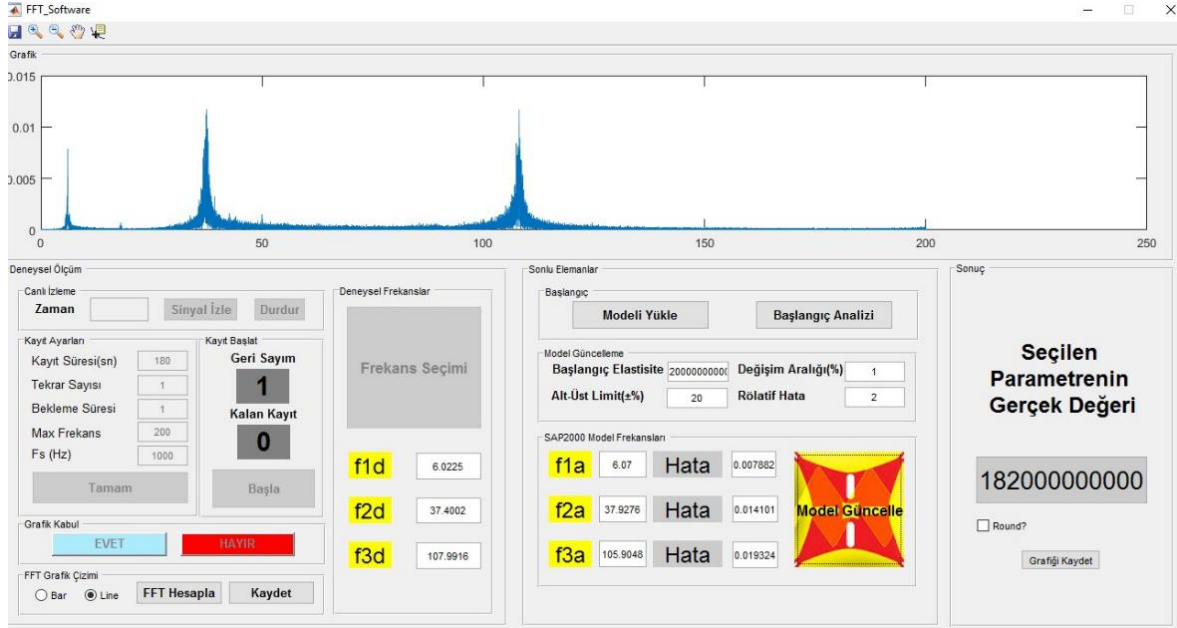 FFT_Software
Grafik
0.015
0.01
0.005
0
0 50 100 150 200 250
Deneysel Ölçüm
Canlı İzleme
Zaman Sinyal İzle Durdur
Kayıt Ayarları
Kayıt Süresi(sn) 180
Tekrar Sayısı 1
Bekleme Süresi 1
Max Frekans 200
Fs (Hz) 1000
Tamam
Kayıt Başlat
Geri Sayım
1
Kalan Kayıt
0
Başla
Grafik Kabul
EVET HAYIR
FFT Grafik Çizimi
Bar Line FFT Hesapla Kaydet
Deneysel Frekanslar
Frekans Seçimi
f1d 6.0225
f2d 37.4002
f3d 107.9916
Sonlu Elemanlar
Başlangıç
Modeli Yükle Başlangıç Analizi
Model Güncelleme
Başlangıç Elastisite Değişim Aralığı(%) 1
Alt-Üst Limit(±%) 20 Rölatif Hata 2
SAP2000 Model Frekansları
f1a 6.07 Hata 0.007882
f2a 37.9276 Hata 0.014101
f3a 105.9048 Hata 0.019324
Model Güncelle
Sonuç
Seçilen
Parametrenin
Gerçek Değeri
182000000000
Round?
Grafiği Kaydet